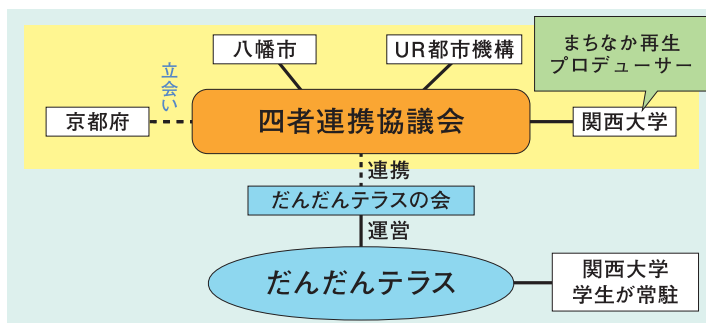 八幡市
UR都市機構
まちなか再生
プロデューサー
立会い
京都府
四者連携協議会
関西大学
連携
だんだんテラスの会
運営
だんだんテラス
関西大学
学生が常駐